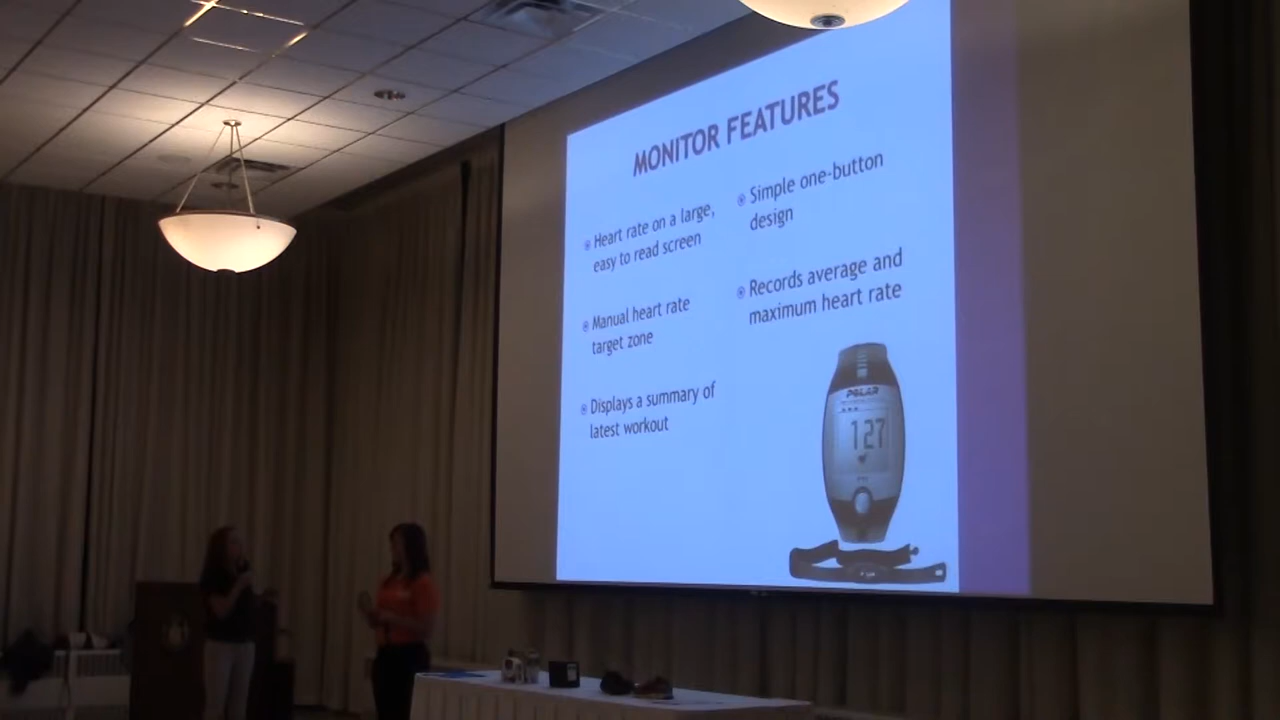 MONITOR FEATURES
Heart rate on a large,
easy to read screen
Manual heart rate
target zone
Displays a summary of
latest workout
Simple one-button
design
Records average and
maximum heart rate
POLAR
127